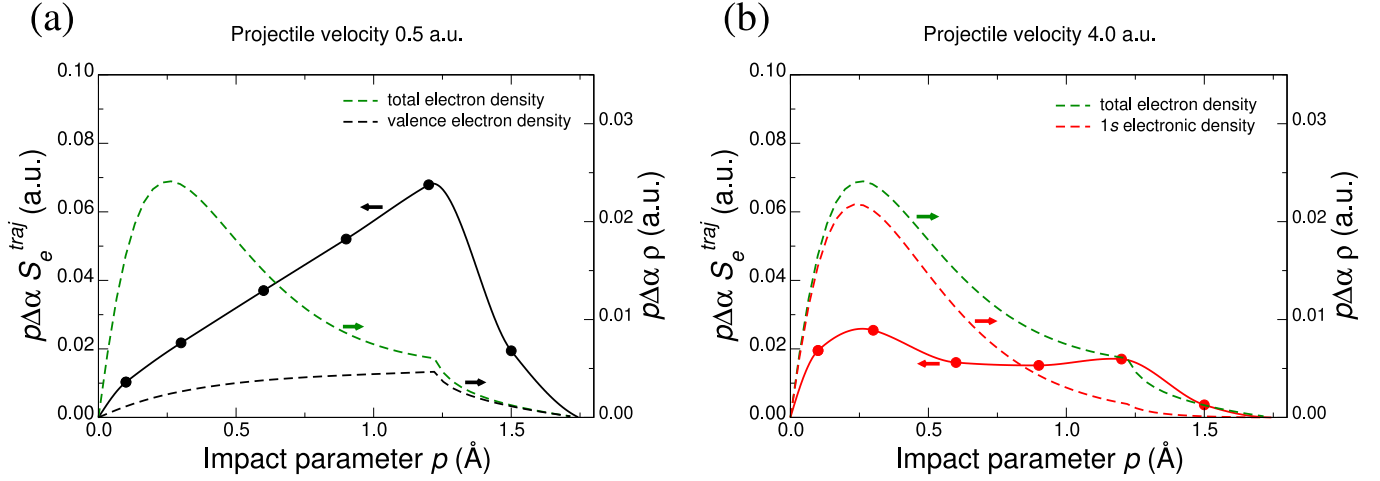 (a)
Projectile velocity 0.5 a.u.
0.10
0.08
0.06
0.04
0.02
0.00
pΔα S_e^traj (a.u.)
total electron density
valence electron density
0.03
0.02
0.01
0.00
pΔα ρ (a.u.)
0.0 0.5 1.0 1.5
Impact parameter p (Å)
(b)
Projectile velocity 4.0 a.u.
0.10
0.08
0.06
0.04
0.02
0.00
pΔα S_e^traj (a.u.)
total electron density
1s electronic density
0.03
0.02
0.01
0.00
pΔα ρ (a.u.)
0.0 0.5 1.0 1.5
Impact parameter p (Å)